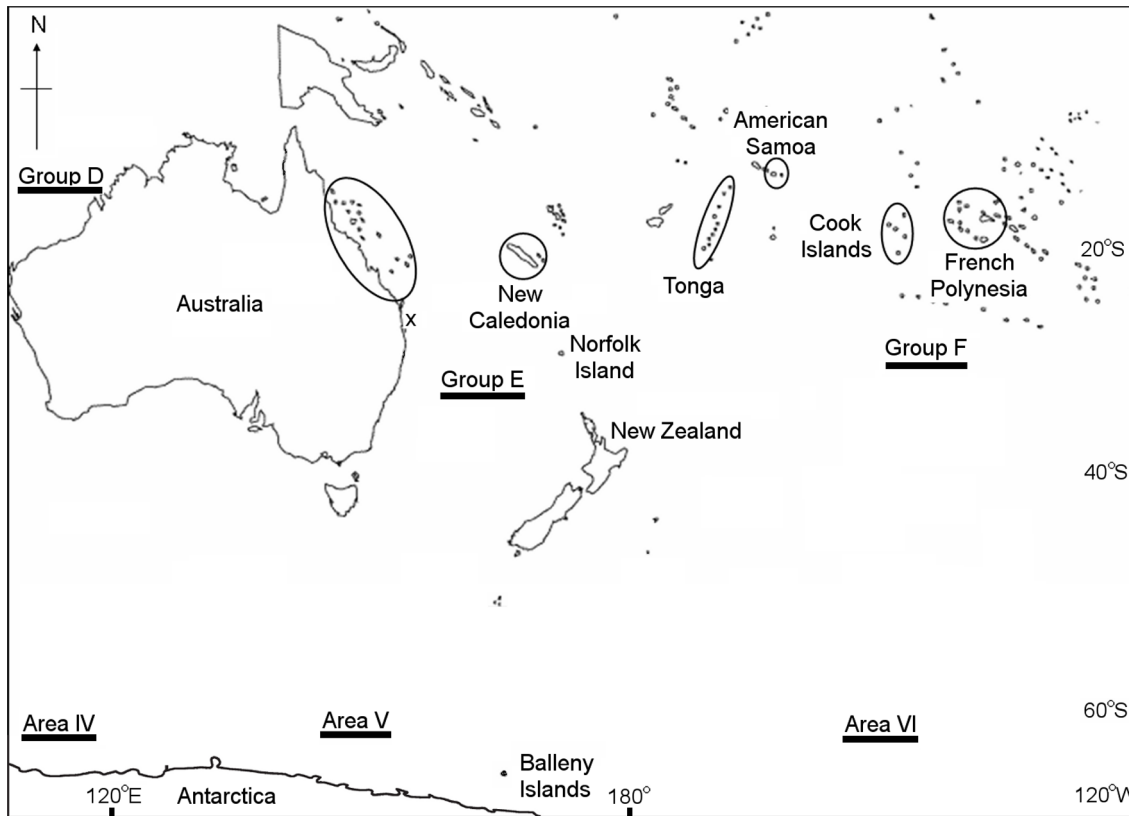 N
American
Samoa
Group D
Cook
Islands
20°S
French
Polynesia
Tonga
New
Caledonia
Australia
x
Norfolk
Island
Group F
Group E
New Zealand
40°S
60°S
Area IV
Area V
Area VI
Balleny
Islands
120°E
Antarctica
180°
120°W